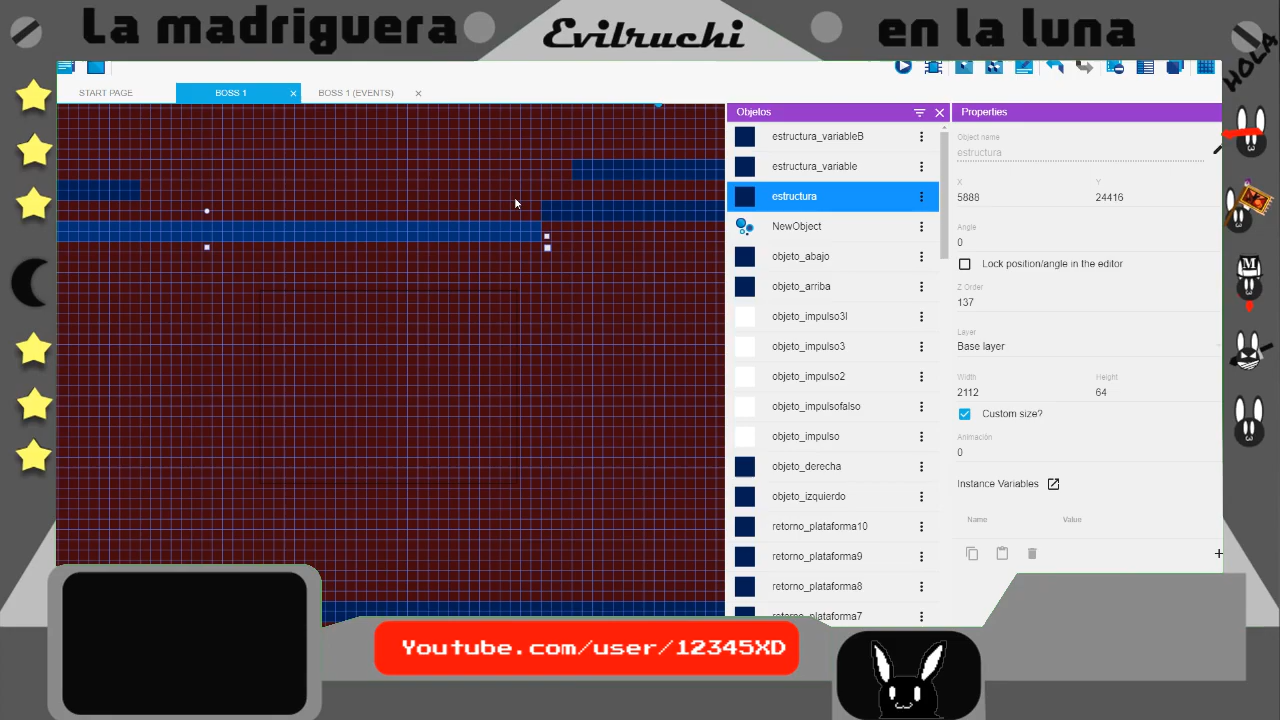 La madriguera
Evilruchi
en la luna
HOLA
START PAGE
BOSS 1
BOSS 1 (EVENTS)
Objetos
estructura_variableB
estructura_variable
estructura
NewObject
objeto_abajo
objeto_arriba
objeto_impulso3l
objeto_impulso3
objeto_impulso2
objeto_impulsofalso
objeto_impulso
objeto_derecha
objeto_izquierdo
retorno_plataforma10
retorno_plataforma9
retorno_plataforma8
retorno_plataforma7
Properties
Object name
estructura
X
Y
5888
24416
Angle
0
Lock position/angle in the editor
Z Order
137
Layer
Base layer
Width
Height
2112
64
Custom size?
Animación
0
Instance Variables
Name
Value
M
Youtube.com/user/12345XD